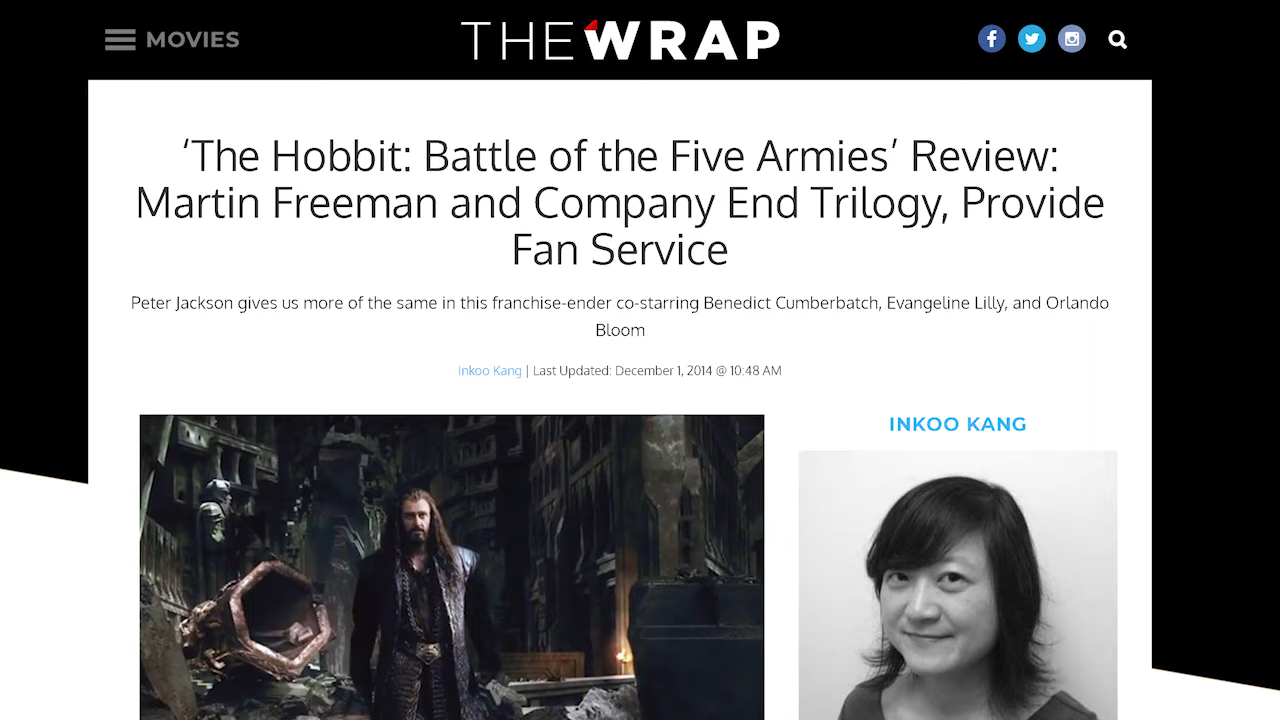 MOVIES
THE WRAP
‘The Hobbit: Battle of the Five Armies’ Review:
Martin Freeman and Company End Trilogy, Provide
Fan Service
Peter Jackson gives us more of the same in this franchise-ender co-starring Benedict Cumberbatch, Evangeline Lilly, and Orlando
Bloom
Inkoo Kang | Last Updated: December 1, 2014 @ 10:48 AM
INKOO KANG